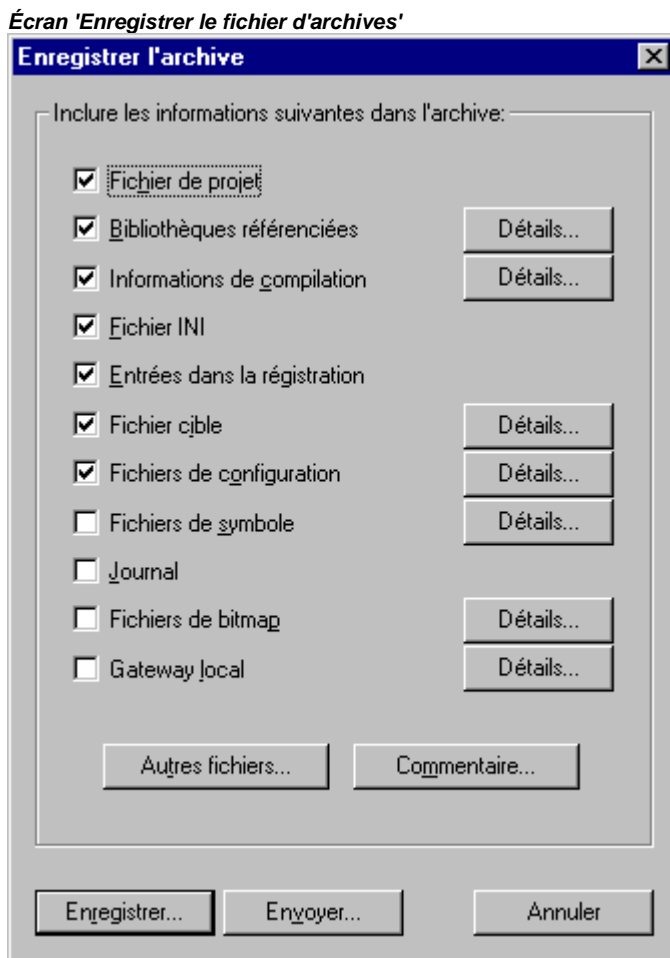 Écran 'Enregistrer le fichier d'archives'
Enregistrer l'archive
Inclure les informations suivantes dans l'archive:
Fichier de projet
Bibliothèques référenciées Détails...
Informations de compilation Détails...
Fichier INI
Entrées dans la régistration
Fichier cible Détails...
Fichiers de configuration Détails...
Fichiers de symbole Détails...
Journal
Fichiers de bitmap Détails...
Gateway local Détails...
Autres fichiers... Commentaire...
Enregistrer... Envoyer... Annuler